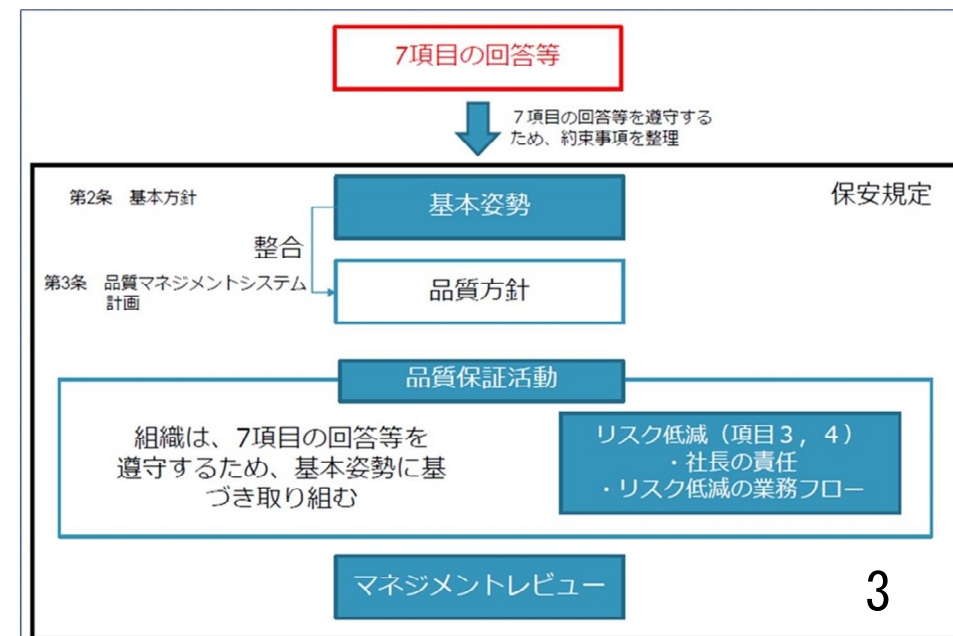 7項目の回答等
７項目の回答等を遵守する
ため、約束事項を整理
保安規定
第2条　基本方針
基本姿勢
整合
第3条　品質マネジメントシステム
計画
品質方針
品質保証活動
組織は、7項目の回答等を
遵守するため、基本姿勢に基
づき取り組む
リスク低減（項目３，４）
・社長の責任
・リスク低減の業務フロー
マネジメントレビュー
3